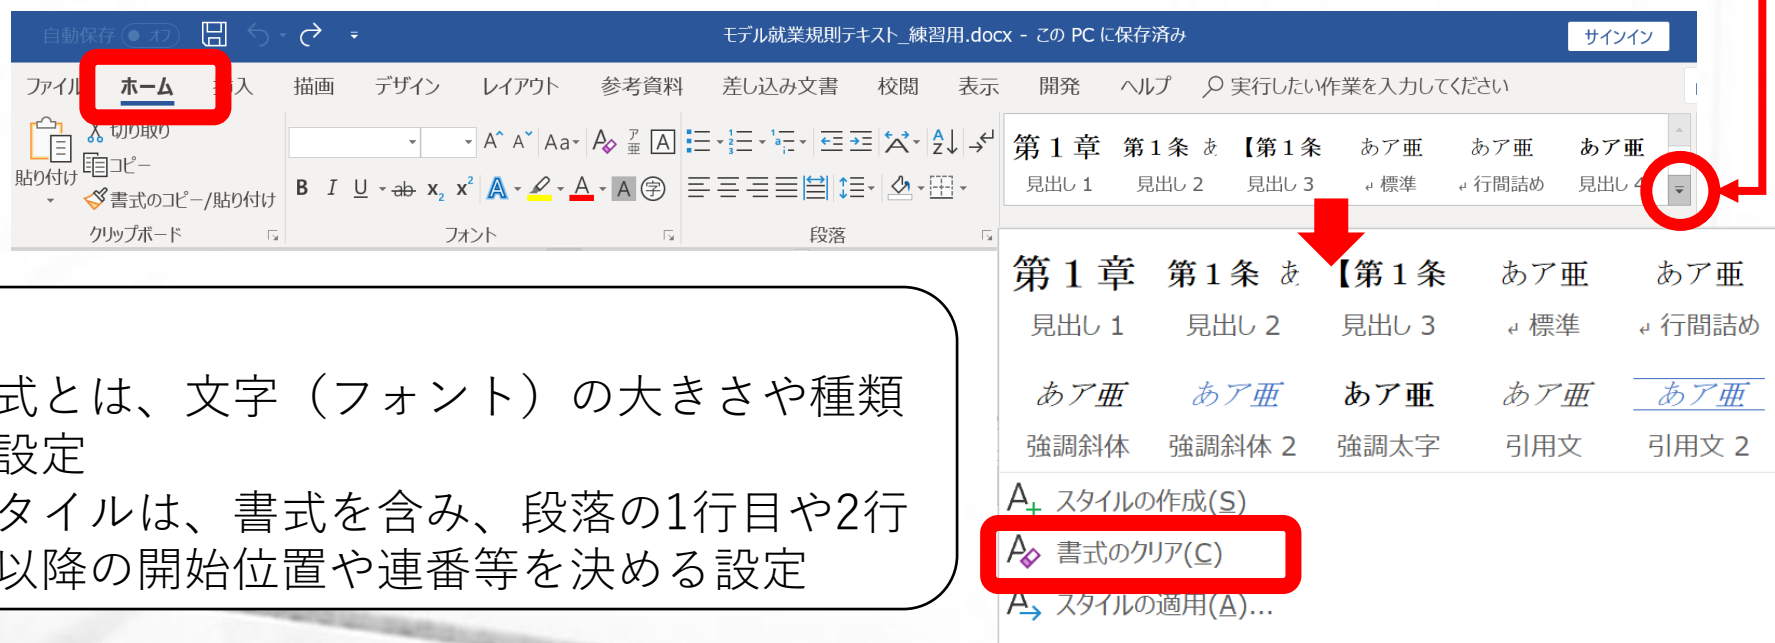 自動保存 オフ モデル就業規則テキスト_練習用.docx - この PC に保存済み サインイン
ファイル ホーム 挿入 描画 デザイン レイアウト 参考資料 差し込み文書 校閲 表示 開発 ヘルプ 実行したい作業を入力してください
貼り付け
切り取り
コピー
書式のコピー/貼り付け
クリップボード
A^ Aˇ Aa A ア亜 A
B I U ab x₂ x² A A A 字
フォント
段落
第１章 第１条 あ 【第１条 あア亜 あア亜 あア亜
見出し 1 見出し 2 見出し 3 ↲ 標準 ↲ 行間詰め 見出し 4
第１章 第１条 あ 【第１条 あア亜 あア亜
見出し 1 見出し 2 見出し 3 ↲ 標準 ↲ 行間詰め
あア亜 あア亜 あア亜 あア亜 あア亜
強調斜体 強調斜体 2 強調太字 引用文 引用文 2
スタイルの作成(S)
書式のクリア(C)
スタイルの適用(A)...
式とは、文字（フォント）の大きさや種類
設定
タイルは、書式を含み、段落の1行目や2行
以降の開始位置や連番等を決める設定